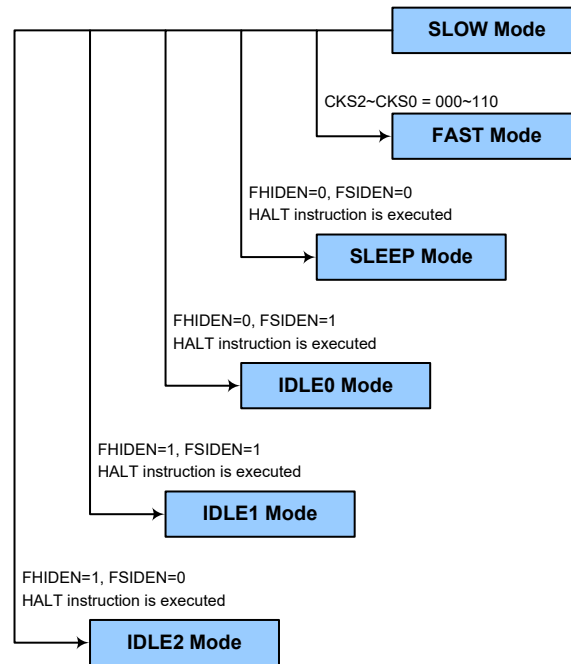 SLOW Mode
CKS2~CKS0 = 000~110
FAST Mode
FHIDEN=0, FSIDEN=0
HALT instruction is executed
SLEEP Mode
FHIDEN=0, FSIDEN=1
HALT instruction is executed
IDLE0 Mode
FHIDEN=1, FSIDEN=1
HALT instruction is executed
IDLE1 Mode
FHIDEN=1, FSIDEN=0
HALT instruction is executed
IDLE2 Mode